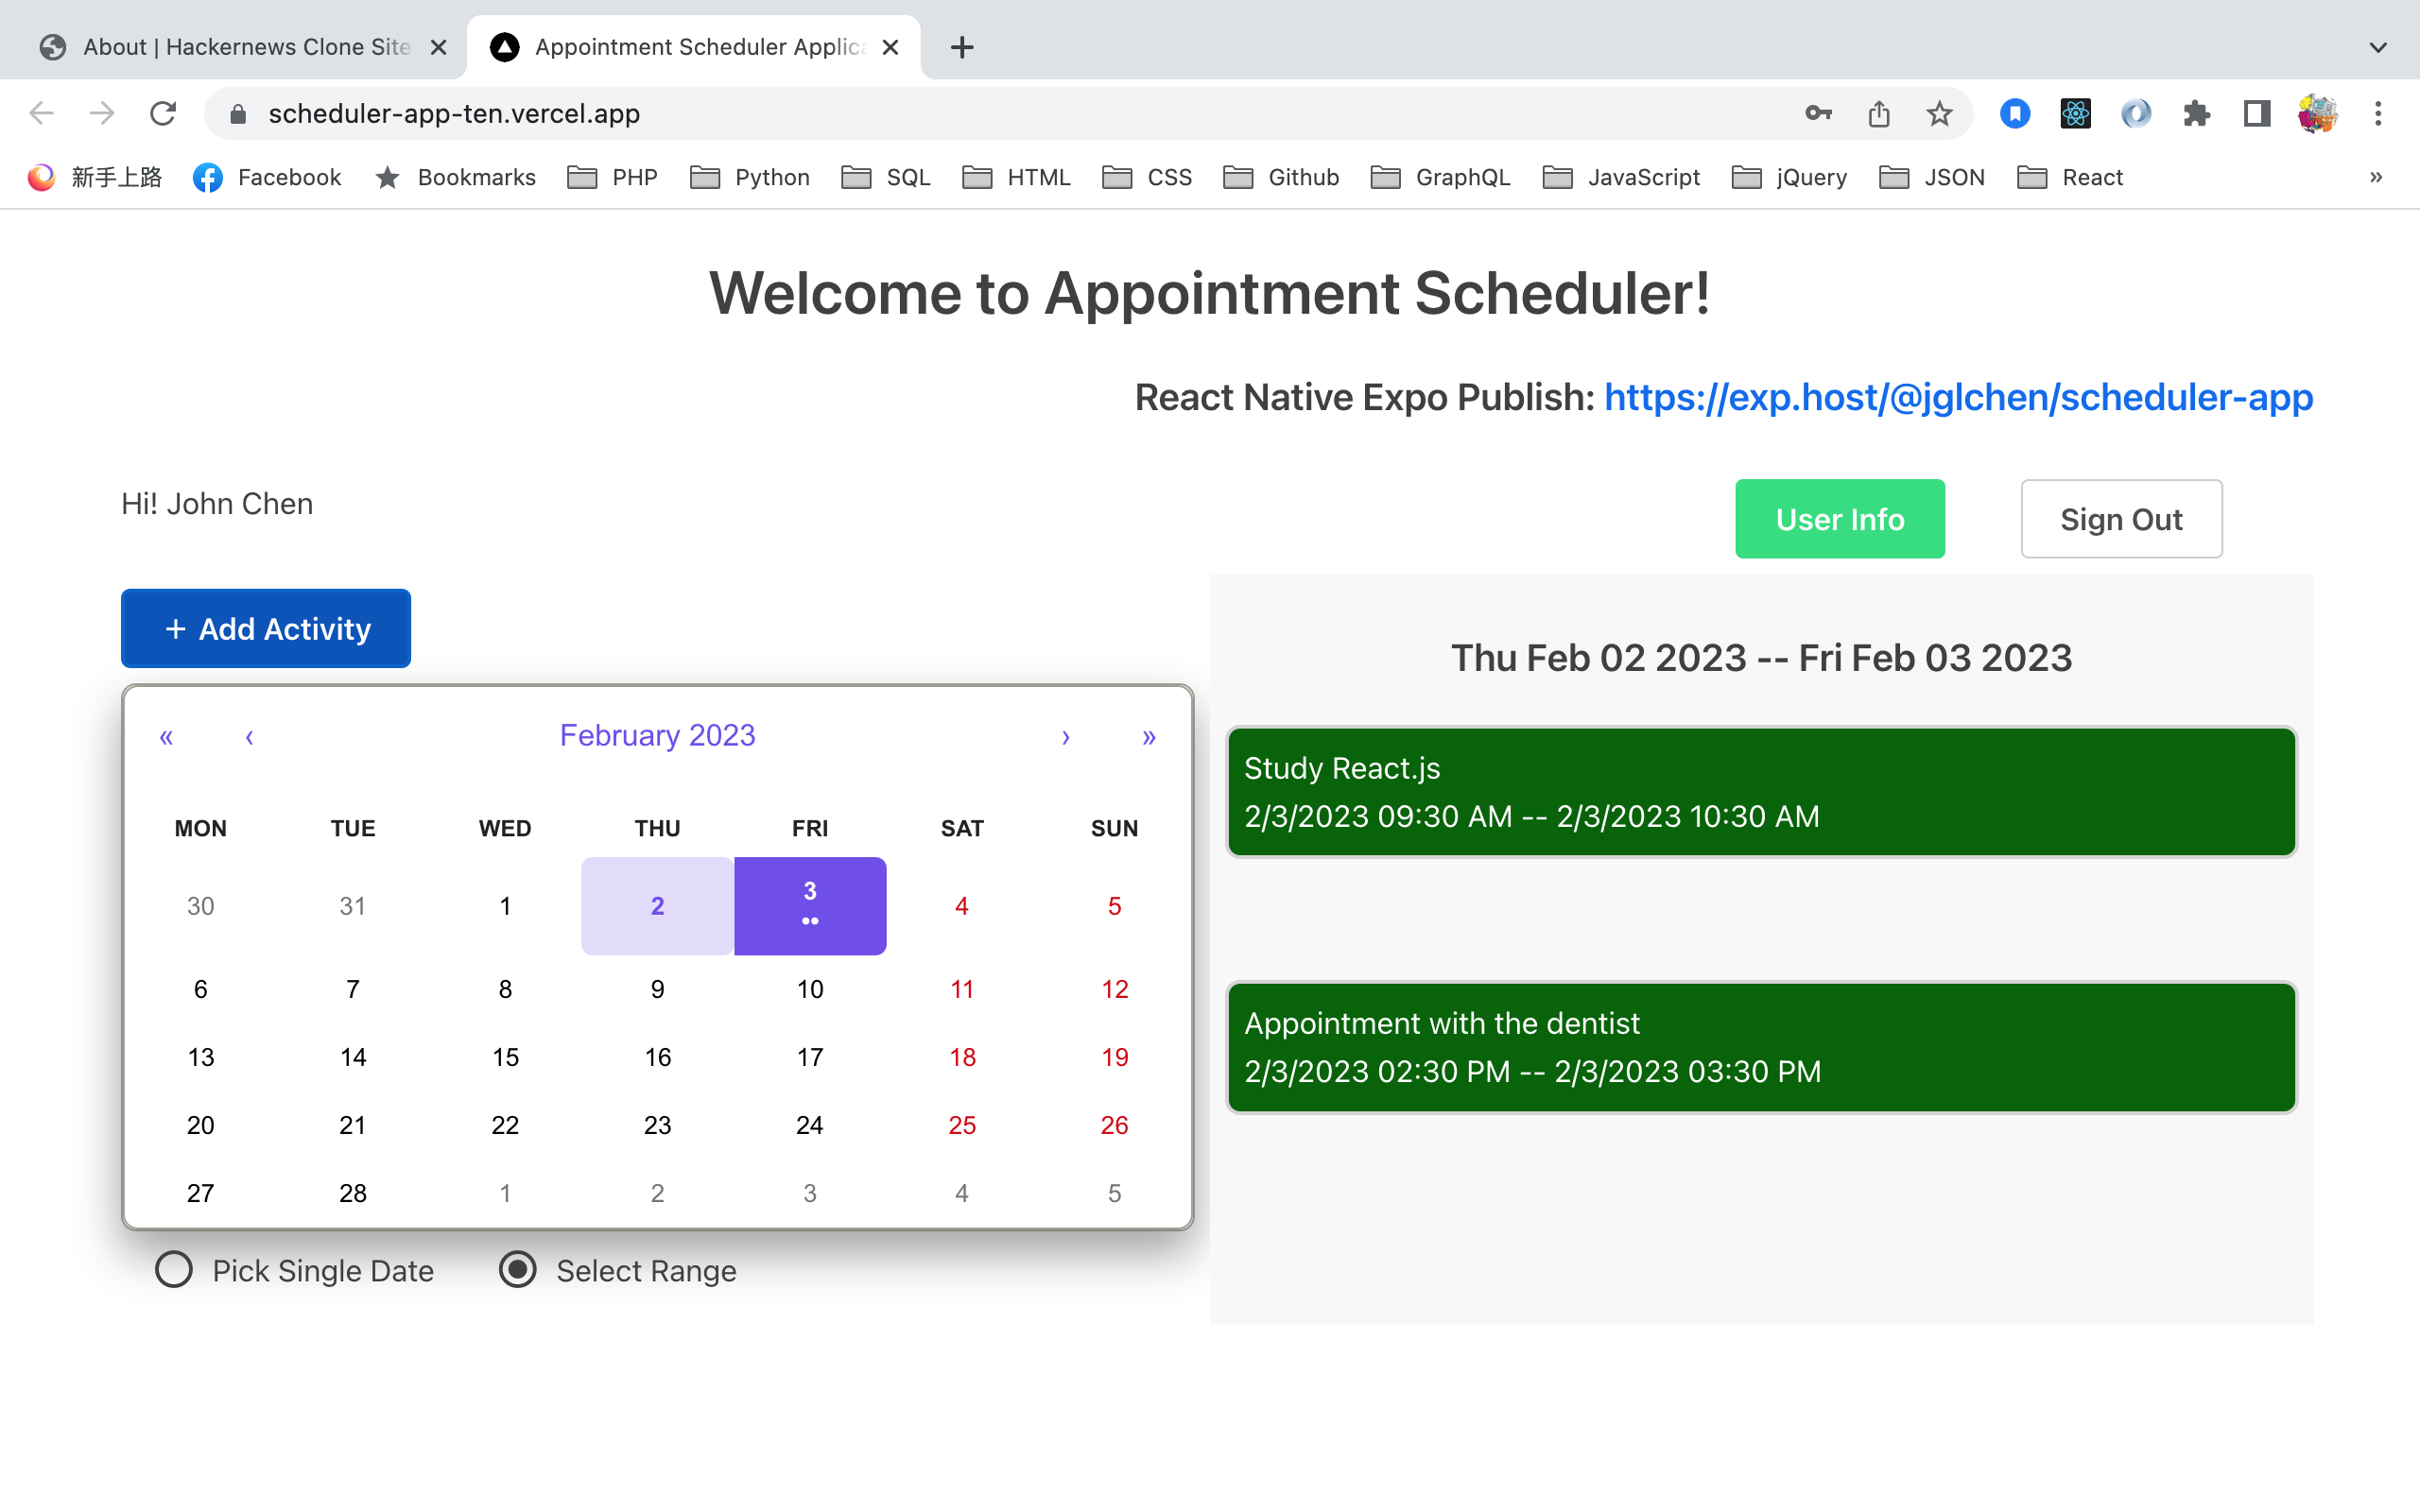 About | Hackernews Clone Site
Appointment Scheduler Applica
scheduler-app-ten.vercel.app
新手上路 Facebook Bookmarks PHP Python SQL HTML CSS Github GraphQL JavaScript jQuery JSON React »
Welcome to Appointment Scheduler!
React Native Expo Publish: https://exp.host/@jglchen/scheduler-app
Hi! John Chen
User Info
Sign Out
+ Add Activity
« ‹ February 2023 › »
MON TUE WED THU FRI SAT SUN
30 31 1 2 3 4 5
6 7 8 9 10 11 12
13 14 15 16 17 18 19
20 21 22 23 24 25 26
27 28 1 2 3 4 5
Pick Single Date
Select Range
Thu Feb 02 2023 -- Fri Feb 03 2023
Study React.js
2/3/2023 09:30 AM -- 2/3/2023 10:30 AM
Appointment with the dentist
2/3/2023 02:30 PM -- 2/3/2023 03:30 PM